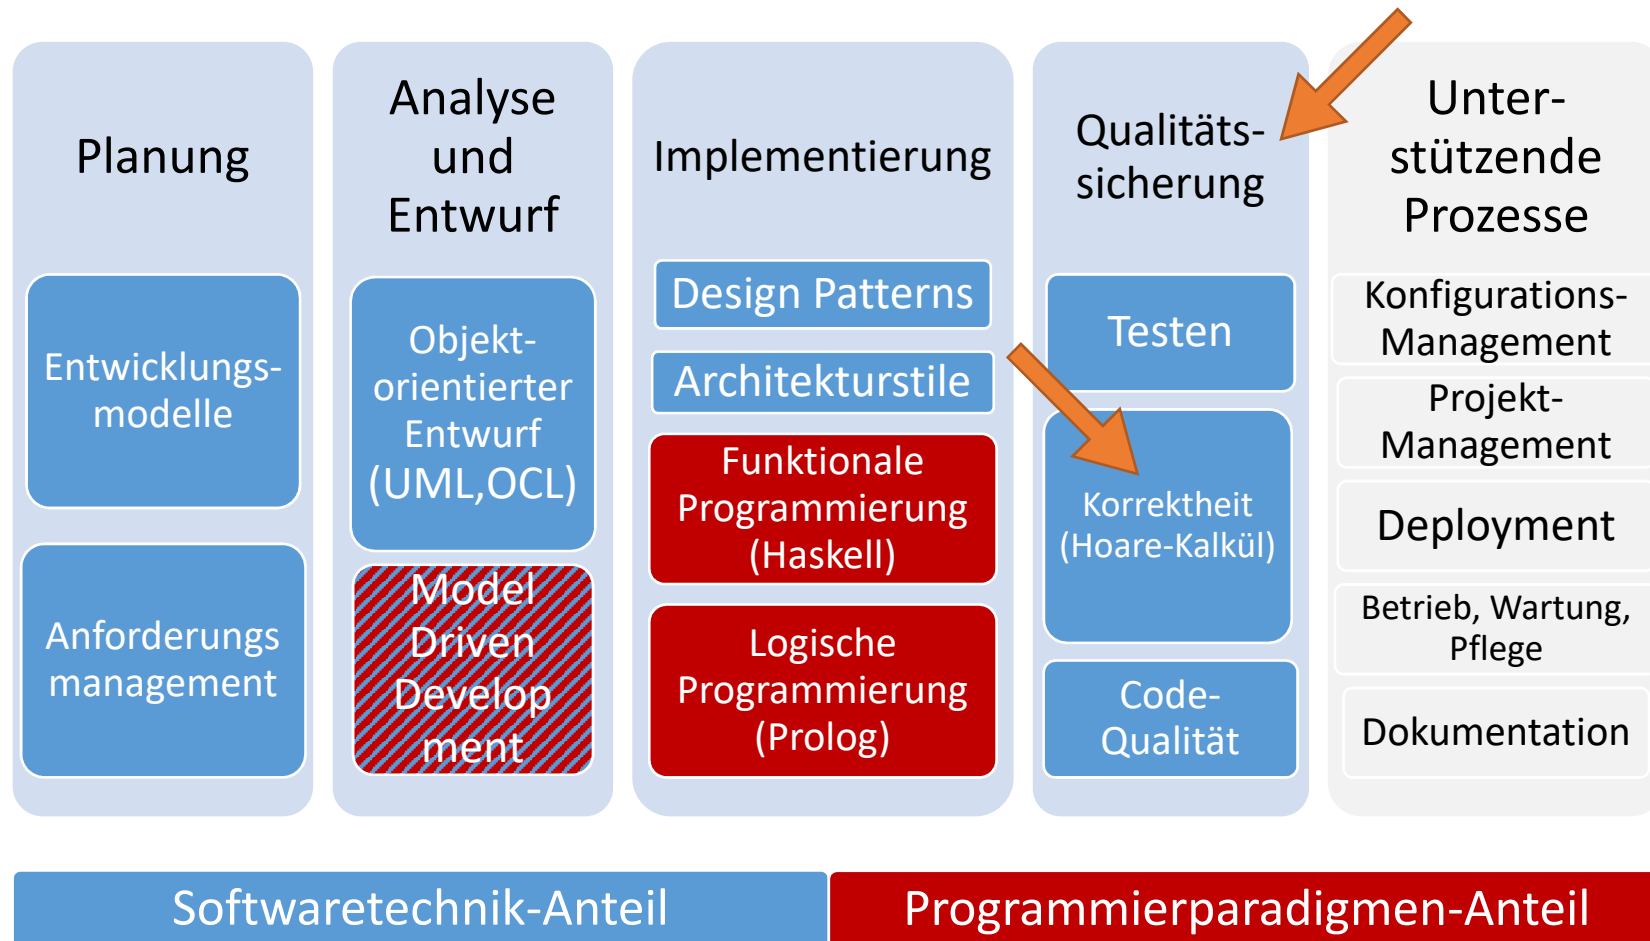 Planung
Entwicklungs-
modelle
Anforderungs
management
Analyse
und
Entwurf
Objekt-
orientierter
Entwurf
(UML,OCL)
Model
Driven
Develop
ment
Implementierung
Design Patterns
Architekturstile
Funktionale
Programmierung
(Haskell)
Logische
Programmierung
(Prolog)
Qualitäts-
sicherung
Testen
Korrektheit
(Hoare-Kalkül)
Code-
Qualität
Unter-
stützende
Prozesse
Konfigurations-
Management
Projekt-
Management
Deployment
Betrieb, Wartung,
Pflege
Dokumentation
Softwaretechnik-Anteil
Programmierparadigmen-Anteil